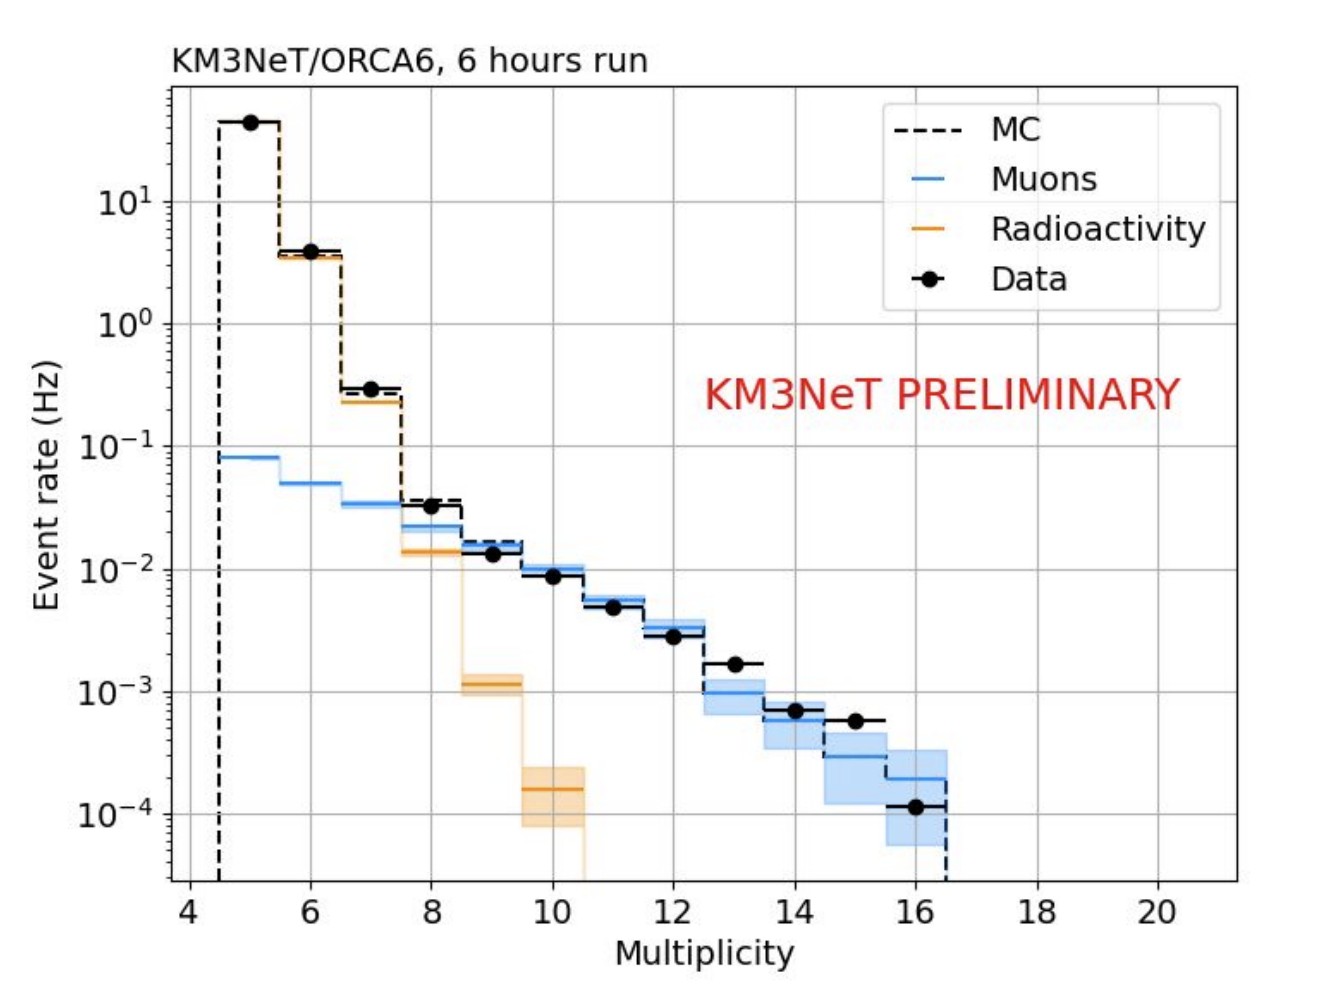 KM3NeT/ORCA6, 6 hours run
MC
Muons
Radioactivity
Data
KM3NeT PRELIMINARY
Event rate (Hz)
10¹
10⁰
10⁻¹
10⁻²
10⁻³
10⁻⁴
4 6 8 10 12 14 16 18 20
Multiplicity